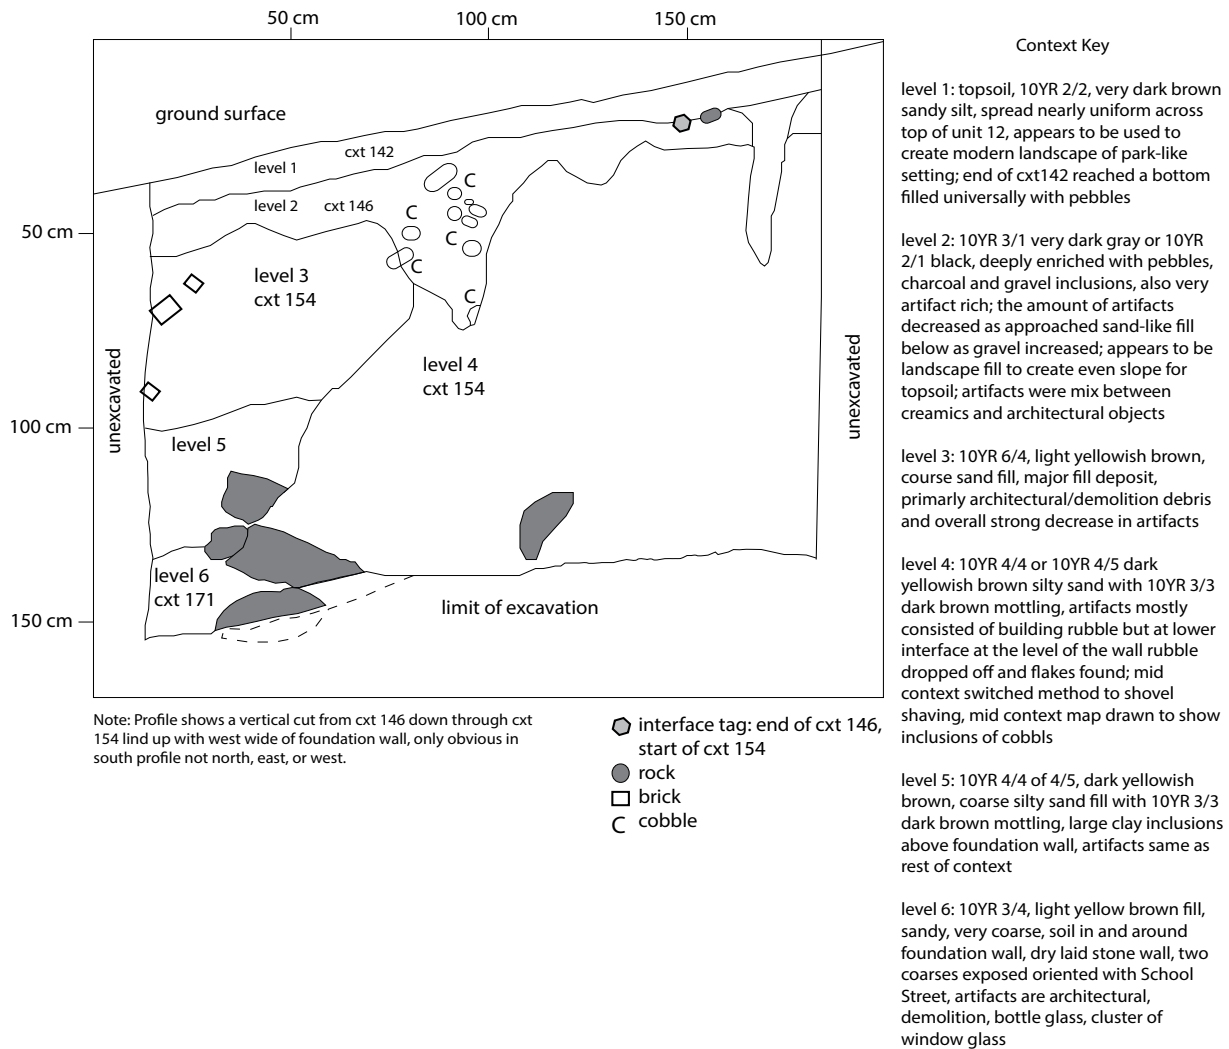 50 cm
100 cm
150 cm
ground surface
cxt 142
level 1
level 2
cxt 146
50 cm
level 3
cxt 154
C
C
C
C
C
level 4
cxt 154
unexcavated
unexcavated
100 cm
level 5
level 6
cxt 171
150 cm
limit of excavation
Note: Profile shows a vertical cut from cxt 146 down through cxt
154 lind up with west wide of foundation wall, only obvious in
south profile not north, east, or west.
interface tag: end of cxt 146,
start of cxt 154
rock
brick
C cobble
Context Key
level 1: topsoil, 10YR 2/2, very dark brown
sandy silt, spread nearly uniform across
top of unit 12, appears to be used to
create modern landscape of park-like
setting; end of cxt142 reached a bottom
filled universally with pebbles
level 2: 10YR 3/1 very dark gray or 10YR
2/1 black, deeply enriched with pebbles,
charcoal and gravel inclusions, also very
artifact rich; the amount of artifacts
decreased as approached sand-like fill
below as gravel increased; appears to be
landscape fill to create even slope for
topsoil; artifacts were mix between
creamics and architectural objects
level 3: 10YR 6/4, light yellowish brown,
course sand fill, major fill deposit,
primarly architectural/demolition debris
and overall strong decrease in artifacts
level 4: 10YR 4/4 or 10YR 4/5 dark
yellowish brown silty sand with 10YR 3/3
dark brown mottling, artifacts mostly
consisted of building rubble but at lower
interface at the level of the wall rubble
dropped off and flakes found; mid
context switched method to shovel
shaving, mid context map drawn to show
inclusions of cobbls
level 5: 10YR 4/4 of 4/5, dark yellowish
brown, coarse silty sand fill with 10YR 3/3
dark brown mottling, large clay inclusions
above foundation wall, artifacts same as
rest of context
level 6: 10YR 3/4, light yellow brown fill,
sandy, very coarse, soil in and around
foundation wall, dry laid stone wall, two
coarses exposed oriented with School
Street, artifacts are architectural,
demolition, bottle glass, cluster of
window glass